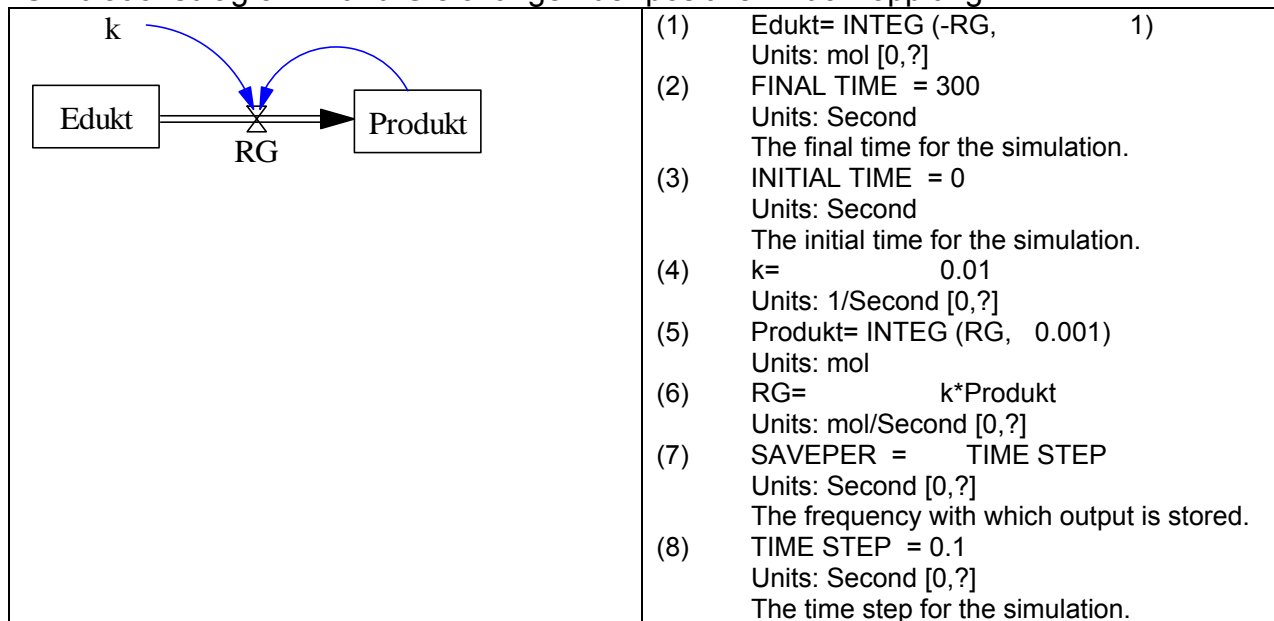 k
Edukt
Produkt
RG
(1) Edukt= INTEG (-RG, 1)
Units: mol [0,?]
(2) FINAL TIME = 300
Units: Second
The final time for the simulation.
(3) INITIAL TIME = 0
Units: Second
The initial time for the simulation.
(4) k= 0.01
Units: 1/Second [0,?]
(5) Produkt= INTEG (RG, 0.001)
Units: mol
(6) RG= k*Produkt
Units: mol/Second [0,?]
(7) SAVEPER = TIME STEP
Units: Second [0,?]
The frequency with which output is stored.
(8) TIME STEP = 0.1
Units: Second [0,?]
The time step for the simulation.